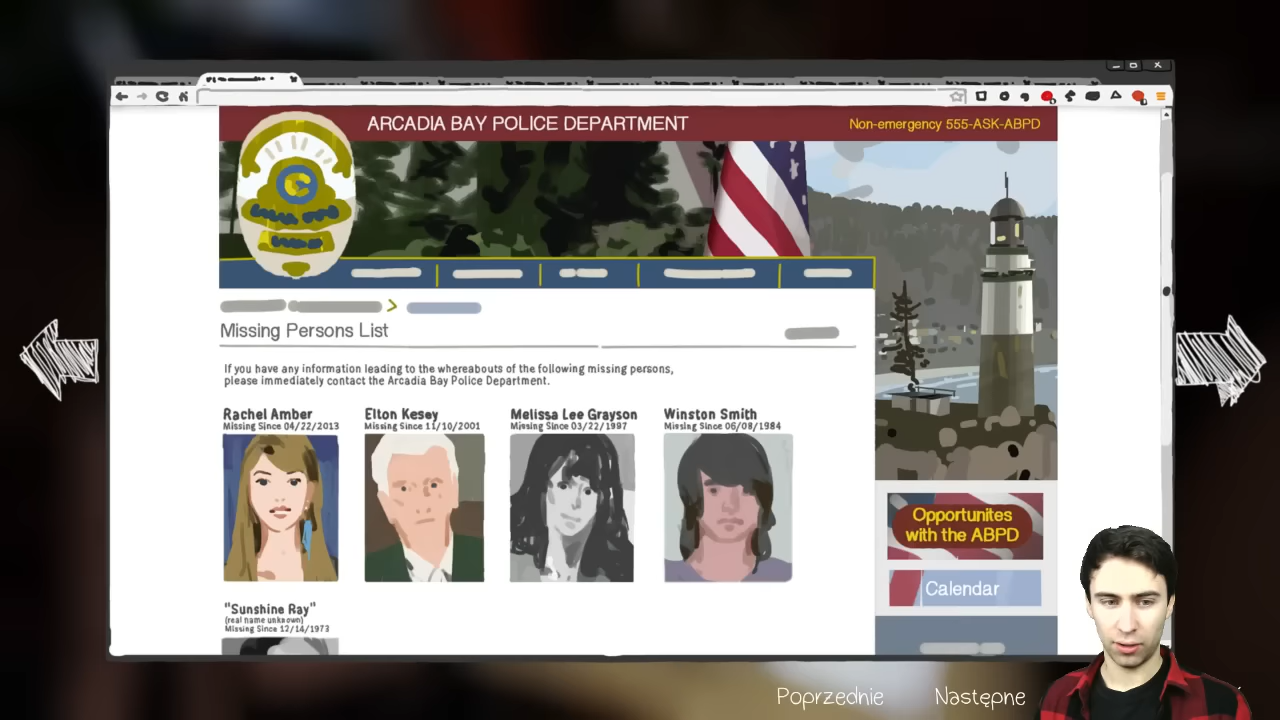 ARCADIA BAY POLICE DEPARTMENT
Non-emergency 555-ASK-ABPD
Missing Persons List
If you have any information leading to the whereabouts of the following missing persons,
please immediately contact the Arcadia Bay Police Department.
Rachel Amber
Missing Since 04/22/2013
Elton Kesey
Missing Since 11/10/2001
Melissa Lee Grayson
Missing Since 03/22/1997
Winston Smith
Missing Since 06/08/1984
"Sunshine Ray"
(real name unknown)
Missing Since 12/14/1973
Opportunites
with the ABPD
Calendar
Poprzednie
Następne